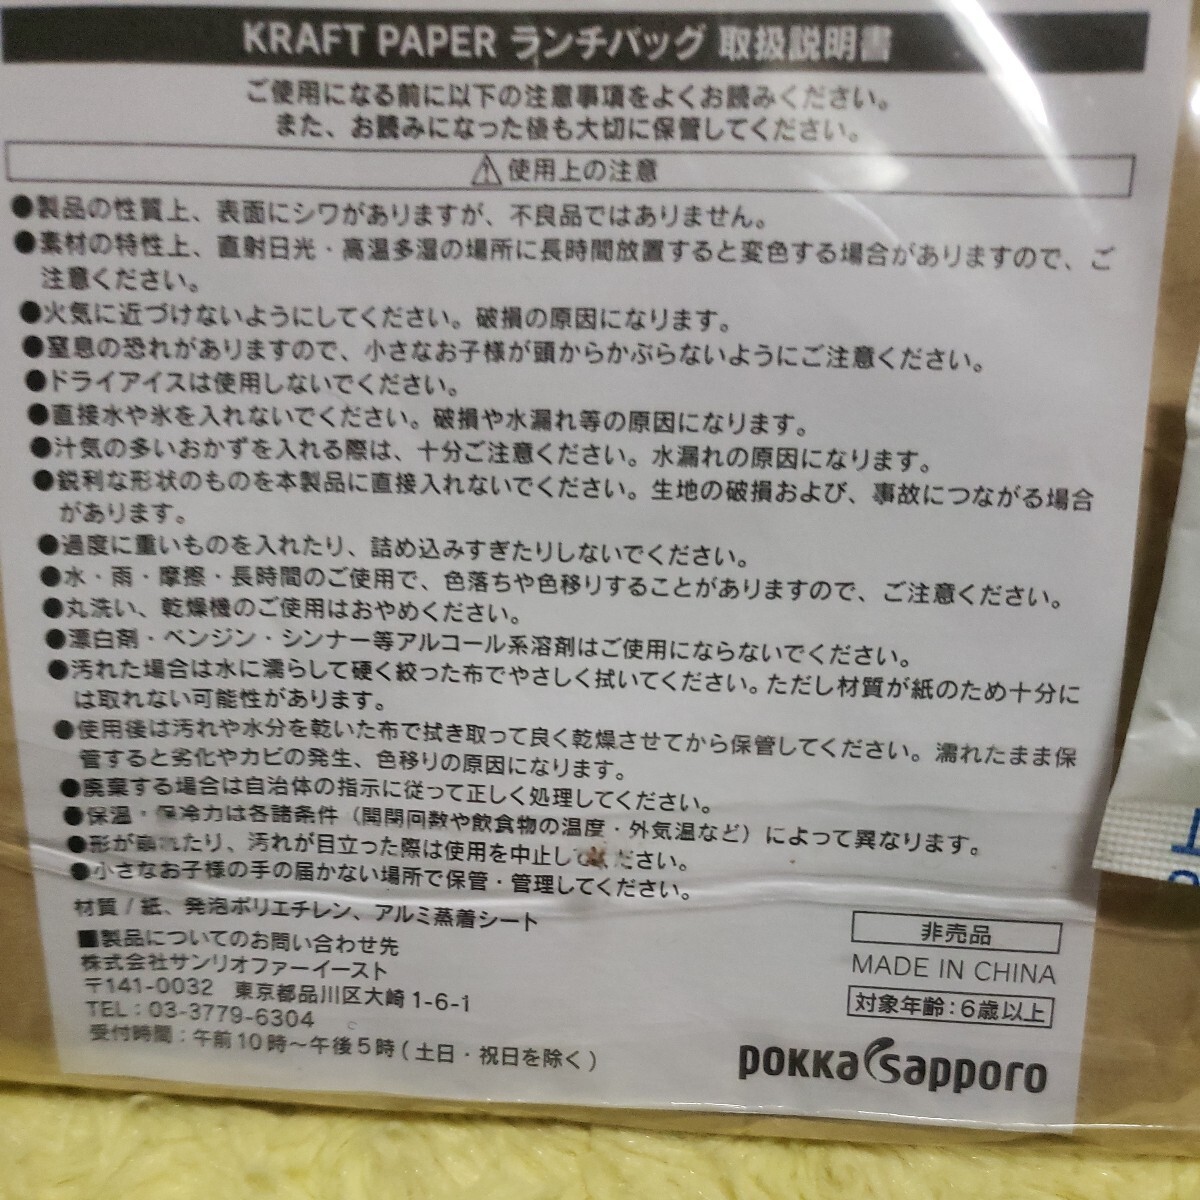 KRAFT PAPER ランチバッグ 取扱説明書
ご使用になる前に以下の注意事項をよくお読みください。
また、お読みになった後も大切に保管してください。
⚠使用上の注意
●製品の性質上、表面にシワがありますが、不良品ではありません。
●素材の特性上、直射日光・高温多湿の場所に長時間放置すると変色する場合がありますので、ご
注意ください。
●火気に近づけないようにしてください。破損の原因になります。
●窒息の恐れがありますので、小さなお子様が頭からかぶらないようにご注意ください。
●ドライアイスは使用しないでください。
●直接水や氷を入れないでください。破損や水漏れ等の原因になります。
●汁気の多いおかずを入れる際は、十分ご注意ください。水漏れの原因になります。
●鋭利な形状のものを本製品に直接入れないでください。生地の破損および、事故につながる場合
があります。
●過度に重いものを入れたり、詰め込みすぎたりしないでください。
●水・雨・摩擦・長時間のご使用で、色落ちや色移りすることがありますので、ご注意ください。
●丸洗い、乾燥機のご使用はおやめください。
●漂白剤・ベンジン・シンナー等アルコール系溶剤はご使用にならないでください。
●汚れた場合は水に濡らして硬く絞った布でやさしく拭いてください。ただし材質が紙のため十分に
は取れない可能性があります。
●使用後は汚れや水分を乾いた布で拭き取って良く乾燥させてから保管してください。濡れたまま保
管すると劣化やカビの発生、色移りの原因になります。
●廃棄する場合は自治体の指示に従って正しく処理してください。
●保温・保冷力は各諸条件（開閉回数や飲食物の温度・外気温など）によって異なります。
●形が崩れたり、汚れが目立った際は使用を中止してください。
●小さなお子様の手の届かない場所で保管・管理してください。
材質/紙、発泡ポリエチレン、アルミ蒸着シート
■製品についてのお問い合わせ先
株式会社サンリオファーイースト
〒141-0032 東京都品川区大崎1-6-1
TEL：03-3779-6304
受付時間：午前10時～午後5時(土日・祝日を除く)
非売品
MADE IN CHINA
対象年齢：6歳以上
POKKA sapporo